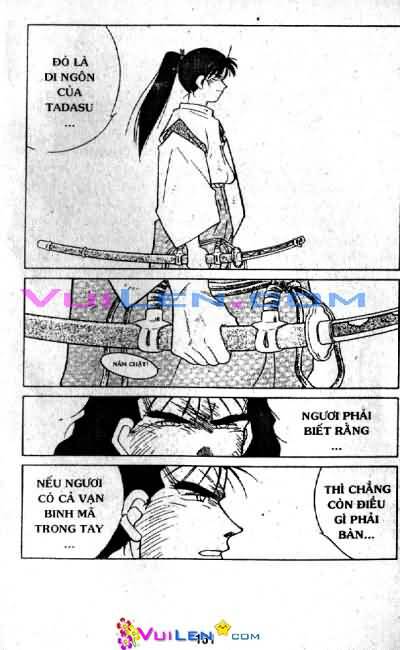 ĐÓ LÀ
DI NGÔN
CỦA
TADASU
...
VUILEN.COM
NẮM CHẶT!
NGƯƠI PHẢI
BIẾT RẰNG
...
NẾU NGƯƠI
CÓ CẢ VẠN
BINH MÃ
TRONG TAY
...
THÌ CHẲNG
CÒN ĐIỀU
GÌ PHẢI
BÀN...
VUILEN.COM